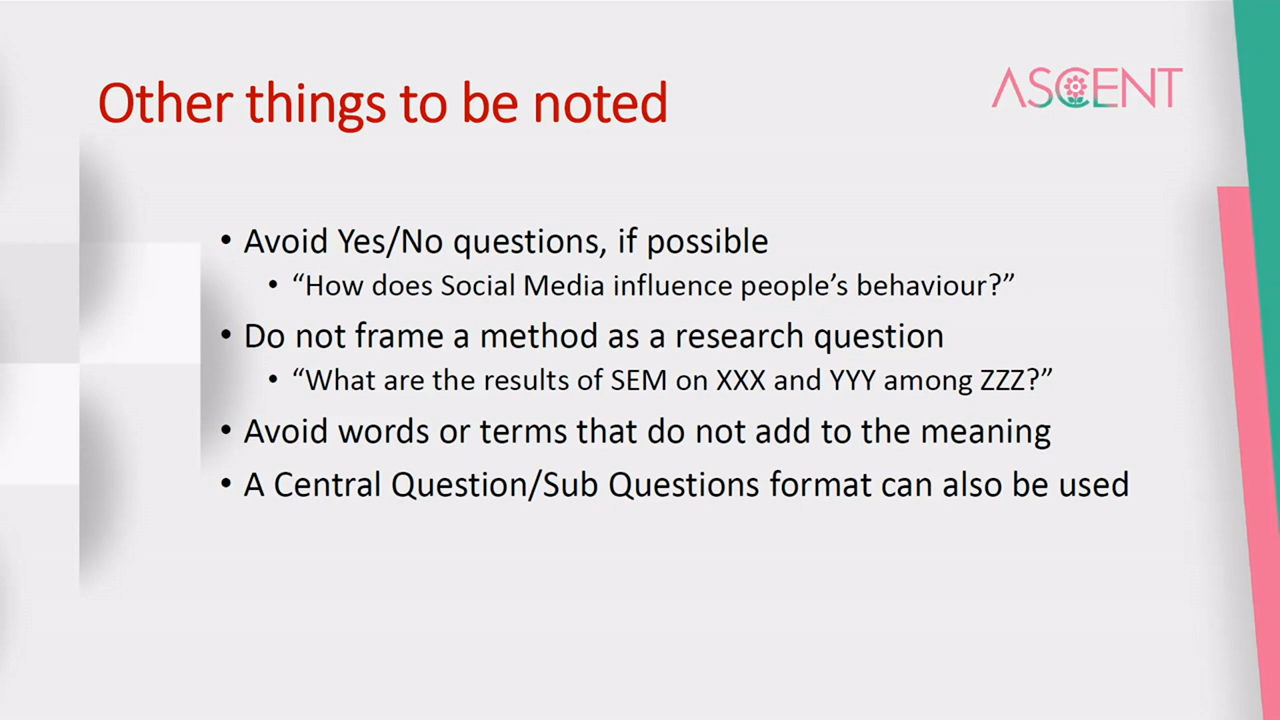 Other things to be noted
ASCENT
• Avoid Yes/No questions, if possible
• “How does Social Media influence people’s behaviour?”
• Do not frame a method as a research question
• “What are the results of SEM on XXX and YYY among ZZZ?”
• Avoid words or terms that do not add to the meaning
• A Central Question/Sub Questions format can also be used